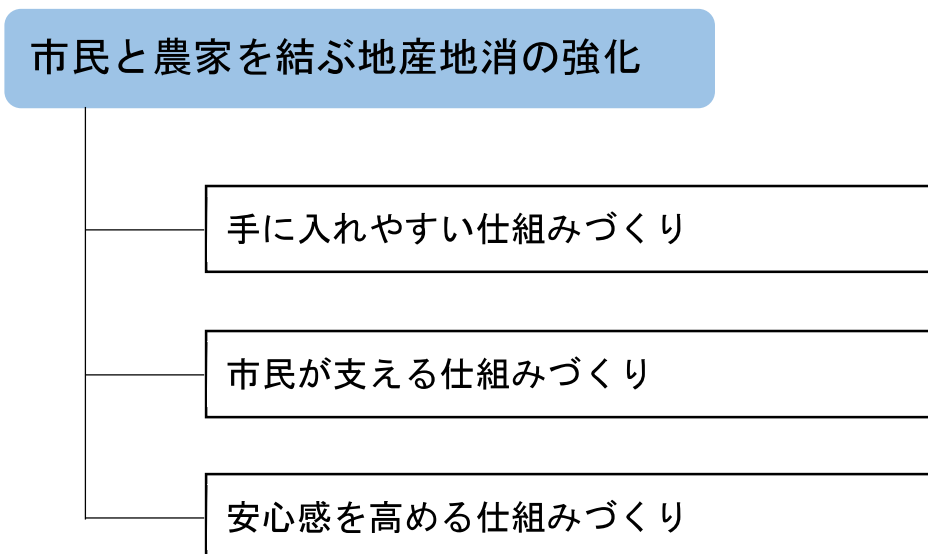 市民と農家を結ぶ地産地消の強化
手に入れやすい仕組みづくり
市民が支える仕組みづくり
安心感を高める仕組みづくり